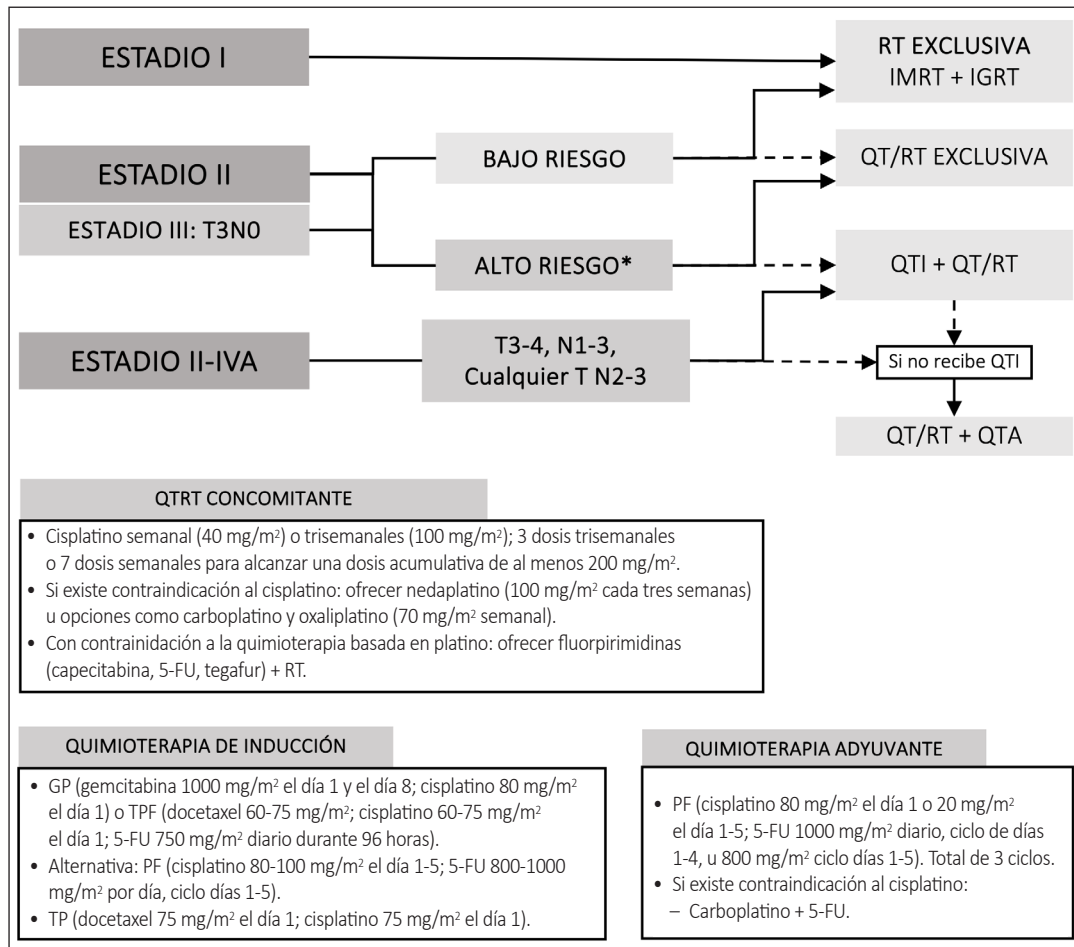 ESTADIO I
RT EXCLUSIVA
IMRT + IGRT
ESTADIO II
BAJO RIESGO
QT/RT EXCLUSIVA
ESTADIO III: T3N0
ALTO RIESGO*
QTI + QT/RT
ESTADIO II-IVA
T3-4, N1-3,
Cualquier T N2-3
Si no recibe QTI
QT/RT + QTA
QTRT CONCOMITANTE
• Cisplatino semanal (40 mg/m²) o trisemanales (100 mg/m²); 3 dosis trisemanales
o 7 dosis semanales para alcanzar una dosis acumulativa de al menos 200 mg/m².
• Si existe contraindicación al cisplatino: ofrecer nedaplatino (100 mg/m² cada tres semanas)
u opciones como carboplatino y oxaliplatino (70 mg/m² semanal).
• Con contrainidación a la quimioterapia basada en platino: ofrecer fluorpirimidinas
(capecitabina, 5-FU, tegafur) + RT.
QUIMIOTERAPIA DE INDUCCIÓN
• GP (gemcitabina 1000 mg/m² el día 1 y el día 8; cisplatino 80 mg/m²
el día 1) o TPF (docetaxel 60-75 mg/m²; cisplatino 60-75 mg/m²
el día 1; 5-FU 750 mg/m² diario durante 96 horas).
• Alternativa: PF (cisplatino 80-100 mg/m² el día 1-5; 5-FU 800-1000
mg/m² por día, ciclo días 1-5).
• TP (docetaxel 75 mg/m² el día 1; cisplatino 75 mg/m² el día 1).
QUIMIOTERAPIA ADYUVANTE
• PF (cisplatino 80 mg/m² el día 1 o 20 mg/m²
el día 1-5; 5-FU 1000 mg/m² diario, ciclo de días
1-4, u 800 mg/m² ciclo días 1-5). Total de 3 ciclos.
• Si existe contraindicación al cisplatino:
– Carboplatino + 5-FU.